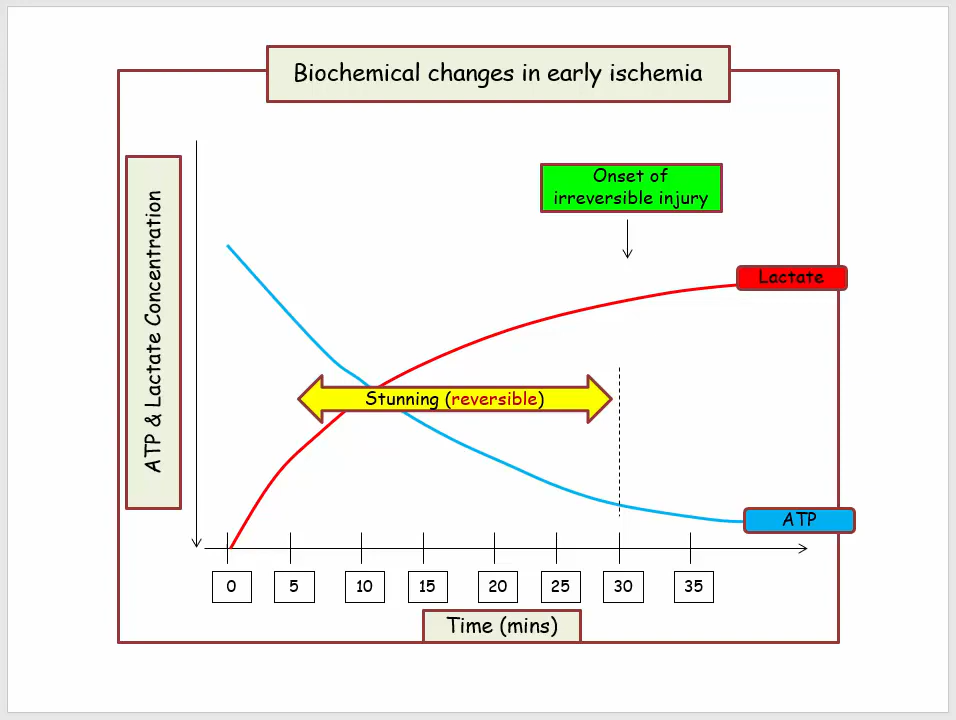 Biochemical changes in early ischemia
Onset of
irreversible injury
ATP & Lactate Concentration
Lactate
Stunning (reversible)
ATP
0 5 10 15 20 25 30 35
Time (mins)